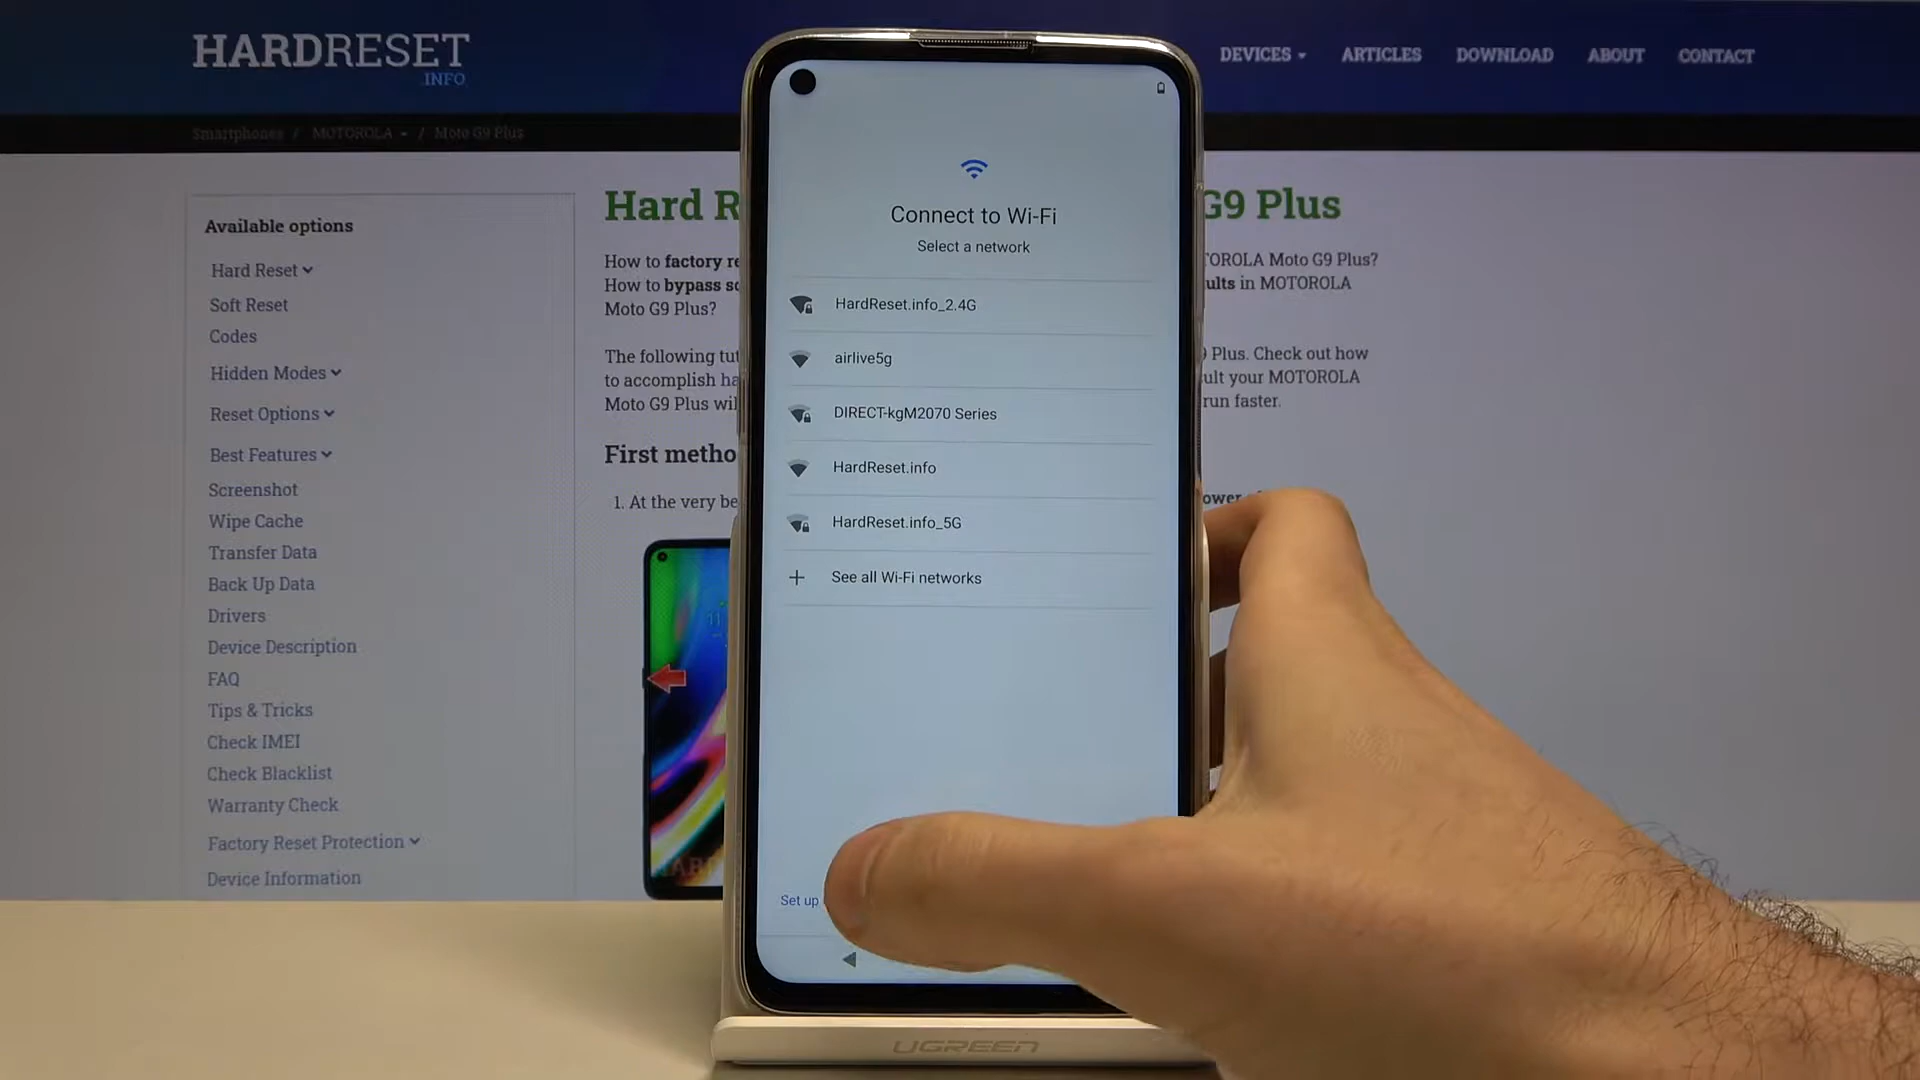 HARDRESET
.INFO
DEVICES
ARTICLES
DOWNLOAD
ABOUT
CONTACT
Smartphones / MOTOROLA / Moto G9 Plus
Available options
Hard Reset
Soft Reset
Codes
Hidden Modes
Reset Options
Best Features
Screenshot
Wipe Cache
Transfer Data
Back Up Data
Drivers
Device Description
FAQ
Tips & Tricks
Check IMEI
Check Blacklist
Warranty Check
Factory Reset Protection
Device Information
Hard R
G9 Plus
How to factory re
How to bypass sc
Moto G9 Plus?
OROLA Moto G9 Plus?
ults in MOTOROLA
The following tut
to accomplish ha
Moto G9 Plus wil
Plus. Check out how
ult your MOTOROLA
run faster.
First metho
1. At the very be
ower
Connect to Wi-Fi
Select a network
HardReset.info_2.4G
airlive5g
DIRECT-kgM2070 Series
HardReset.info
HardReset.info_5G
+ See all Wi-Fi networks
Set up
UGREEN